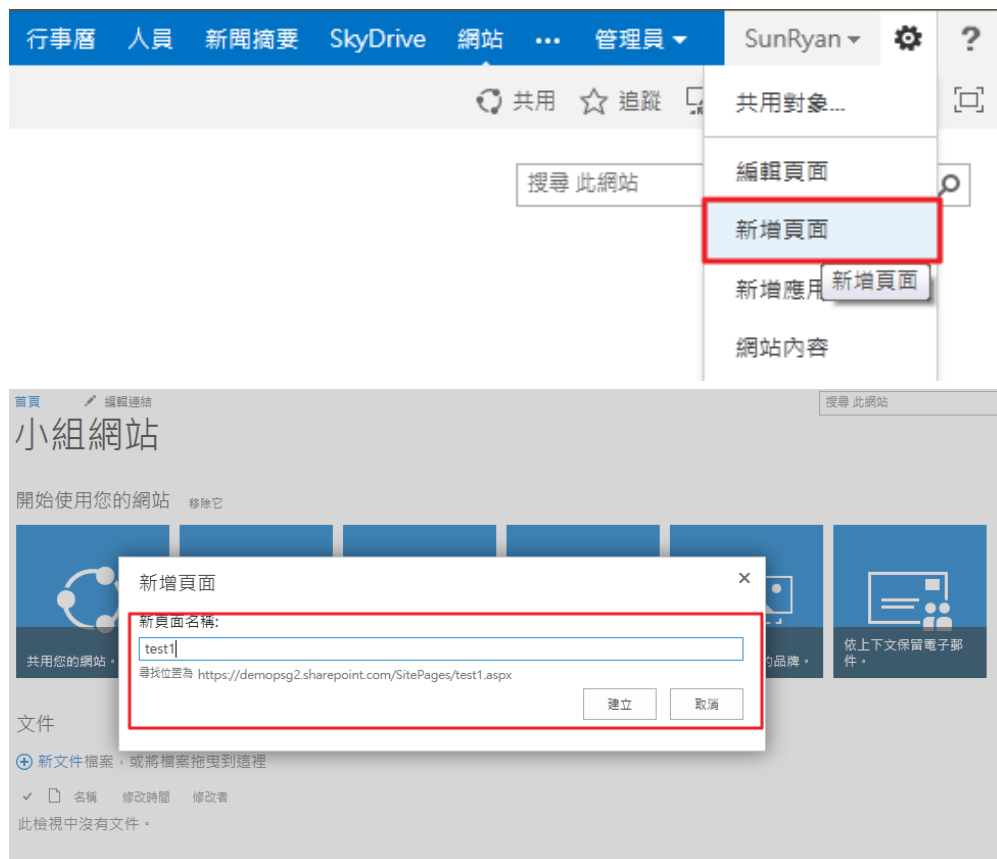 行事曆 人員 新聞摘要 SkyDrive 網站 ••• 管理員 SunRyan ?
共用 追蹤 共用對象...
搜尋 此網站 編輯頁面
新增頁面
新增應用 新增頁面
網站內容
首頁 編輯連結 搜尋 此網站
小組網站
開始使用您的網站 移除它
新增頁面 ×
新頁面名稱:
test1
尋找位置為 https://demopsg2.sharepoint.com/SitePages/test1.aspx
建立 取消
共用您的網站。 的品牌。 依上下文保留電子郵件。
文件
新文件檔案，或將檔案拖曳到這裡
名稱 修改時間 修改者
此檢視中沒有文件。